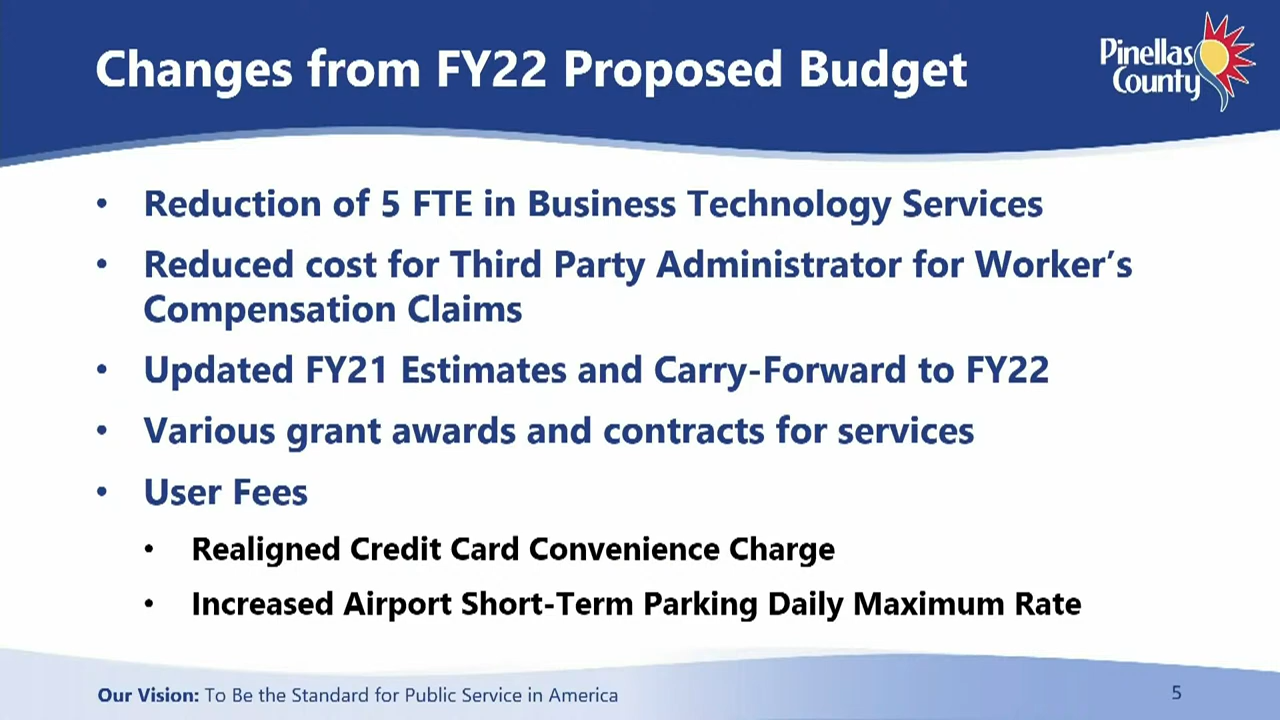 Changes from FY22 Proposed Budget
Pinellas
County
• Reduction of 5 FTE in Business Technology Services
• Reduced cost for Third Party Administrator for Worker’s
Compensation Claims
• Updated FY21 Estimates and Carry-Forward to FY22
• Various grant awards and contracts for services
• User Fees
• Realigned Credit Card Convenience Charge
• Increased Airport Short-Term Parking Daily Maximum Rate
Our Vision: To Be the Standard for Public Service in America
5